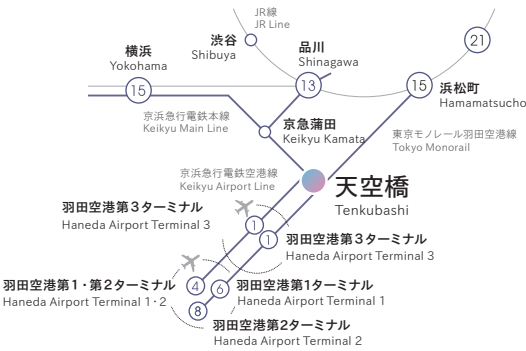 JR線
JR Line
渋谷
Shibuya
品川
Shinagawa
21
横浜
Yokohama
15
13
15
浜松町
Hamamatsucho
京浜急行電鉄本線
Keikyu Main Line
京急蒲田
Keikyu Kamata
東京モノレール羽田空港線
Tokyo Monorail
京浜急行電鉄空港線
Keikyu Airport Line
天空橋
Tenkubashi
羽田空港第3ターミナル
Haneda Airport Terminal 3
1
1
羽田空港第3ターミナル
Haneda Airport Terminal 3
羽田空港第1・第2ターミナル
Haneda Airport Terminal 1・2
4
6
羽田空港第1ターミナル
Haneda Airport Terminal 1
8
羽田空港第2ターミナル
Haneda Airport Terminal 2